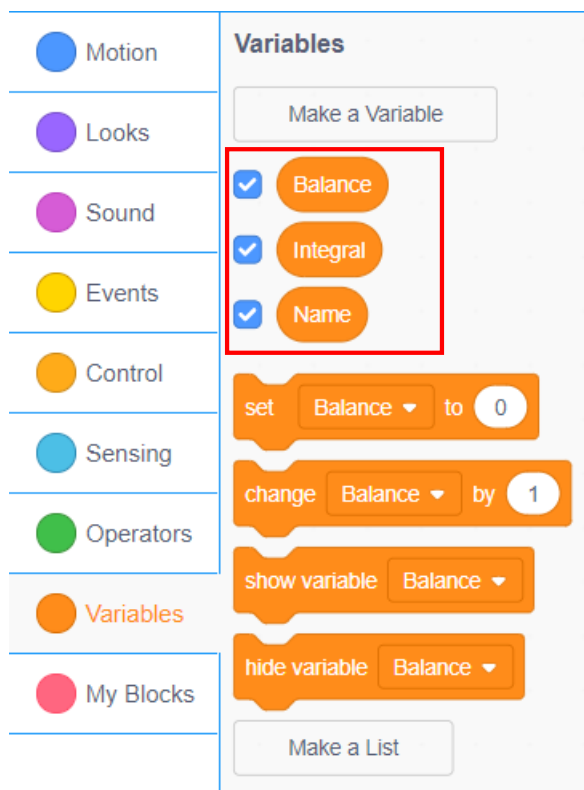 Motion
Looks
Sound
Events
Control
Sensing
Operators
Variables
My Blocks
Variables
Make a Variable
Balance
Integral
Name
set Balance to 0
change Balance by 1
show variable Balance
hide variable Balance
Make a List